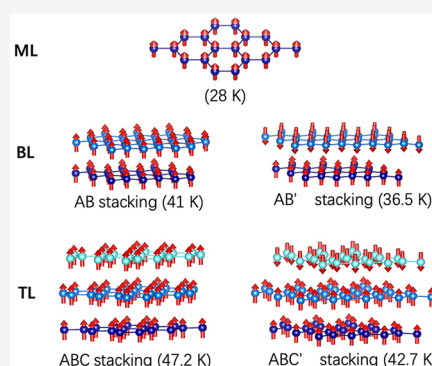 ML
(28 K)
BL
AB stacking (41 K)
AB' stacking (36.5 K)
TL
ABC stacking (47.2 K)
ABC' stacking (42.7 K)